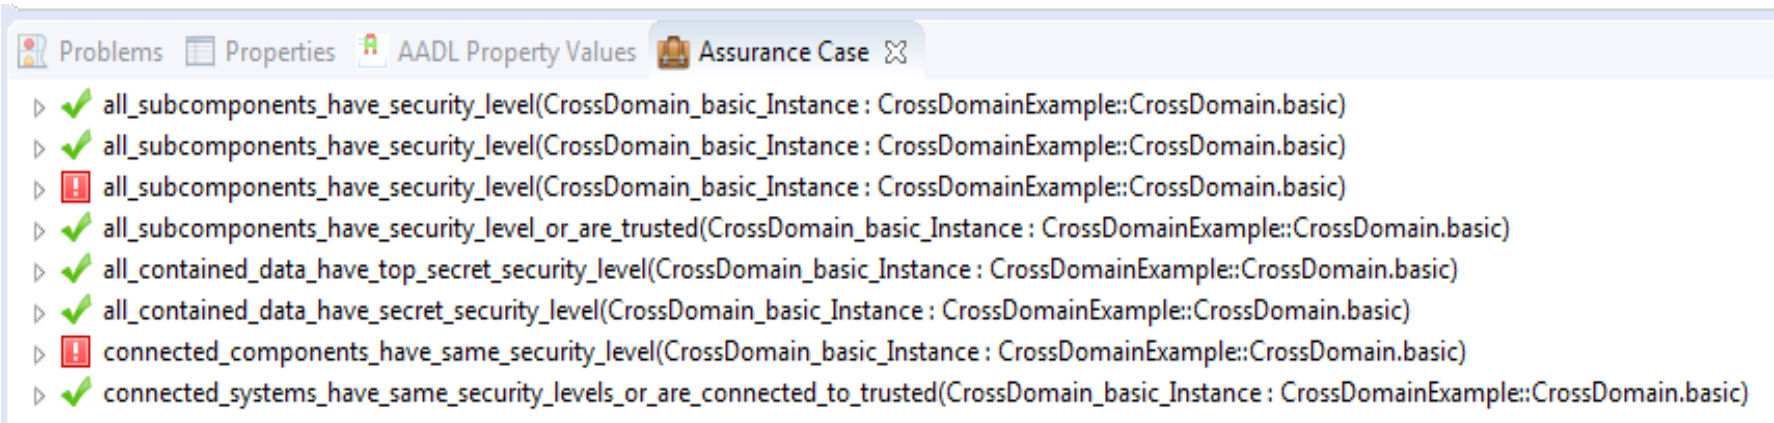 Problems Properties AADL Property Values Assurance Case
all_subcomponents_have_security_level(CrossDomain_basic_Instance : CrossDomainExample::CrossDomain.basic)
all_subcomponents_have_security_level(CrossDomain_basic_Instance : CrossDomainExample::CrossDomain.basic)
all_subcomponents_have_security_level(CrossDomain_basic_Instance : CrossDomainExample::CrossDomain.basic)
all_subcomponents_have_security_level_or_are_trusted(CrossDomain_basic_Instance : CrossDomainExample::CrossDomain.basic)
all_contained_data_have_top_secret_security_level(CrossDomain_basic_Instance : CrossDomainExample::CrossDomain.basic)
all_contained_data_have_secret_security_level(CrossDomain_basic_Instance : CrossDomainExample::CrossDomain.basic)
connected_components_have_same_security_level(CrossDomain_basic_Instance : CrossDomainExample::CrossDomain.basic)
connected_systems_have_same_security_levels_or_are_connected_to_trusted(CrossDomain_basic_Instance : CrossDomainExample::CrossDomain.basic)